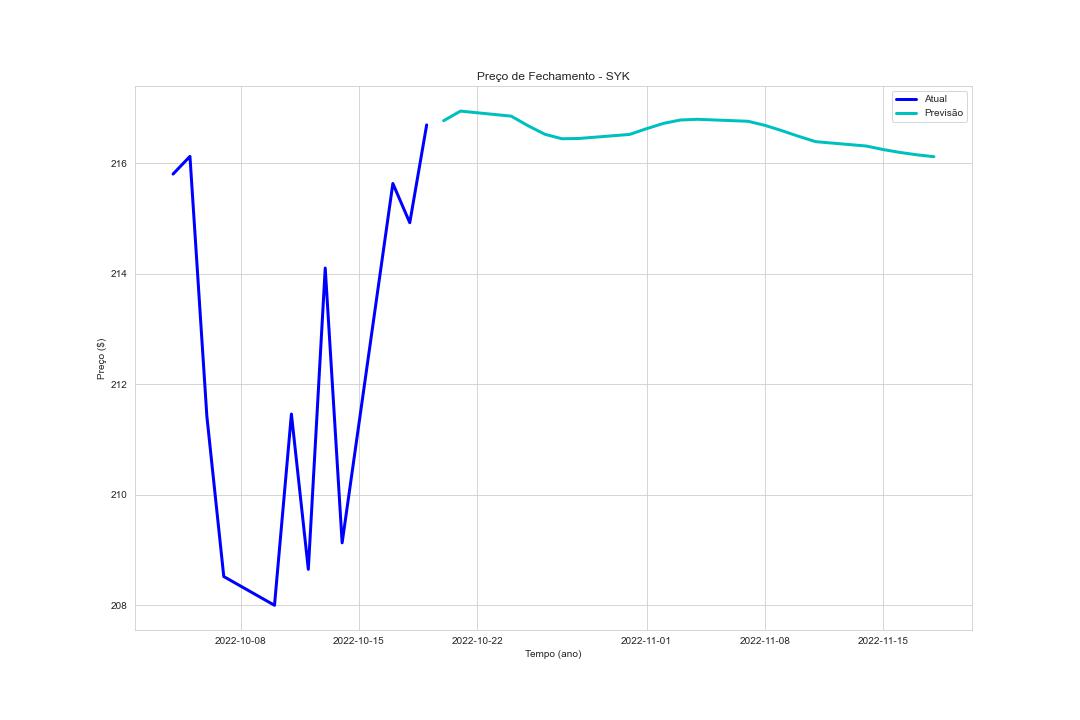 Preço de Fechamento - SYK
Atual
Previsão
Preço ($)
216
214
212
210
208
2022-10-08
2022-10-15
2022-10-22
2022-11-01
2022-11-08
2022-11-15
Tempo (ano)